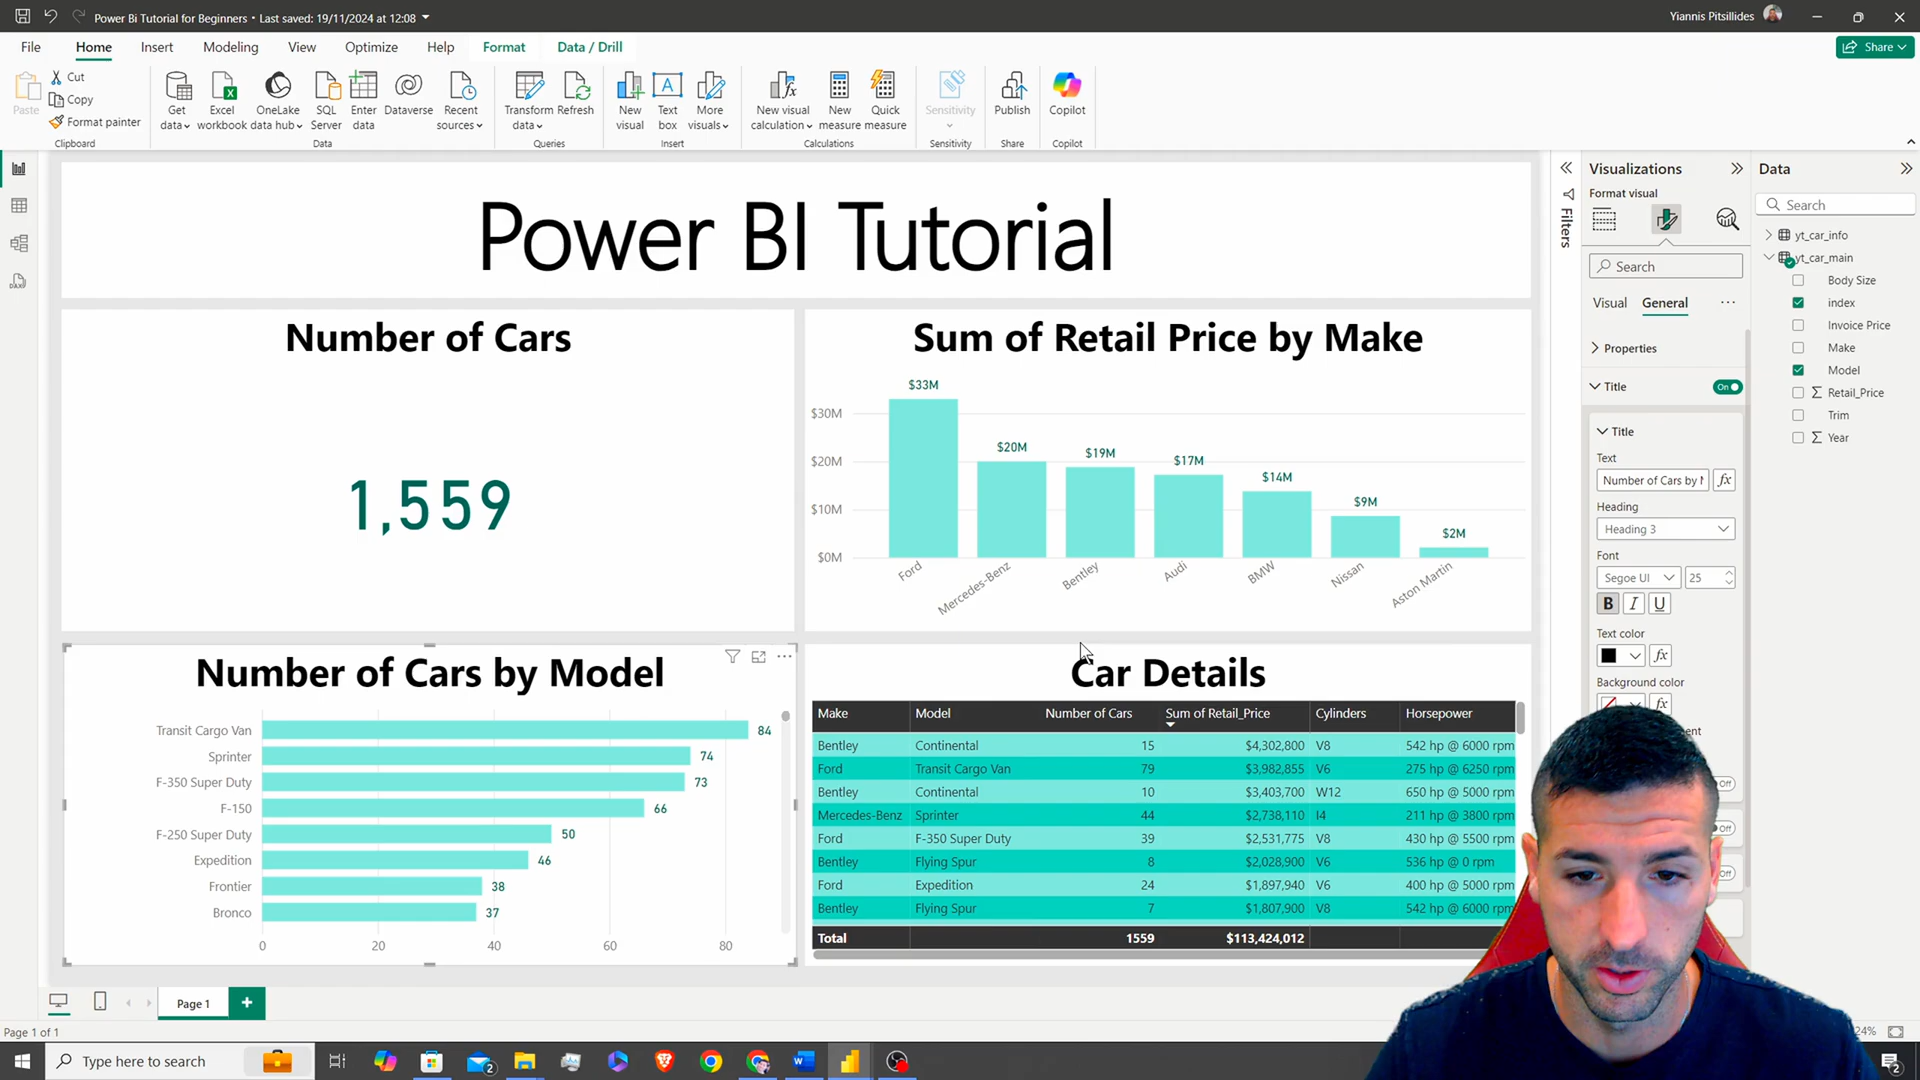 Power Bi Tutorial for Beginners • Last saved: 19/11/2024 at 12:08
Yiannis Pitsillides
File Home Insert Modeling View Optimize Help Format Data / Drill
Share
Paste
Cut
Copy
Format painter
Clipboard
Get data
Excel workbook
OneLake data hub
SQL Server
Enter data
Dataverse
Recent sources
Data
Transform data
Refresh
Queries
New visual
Text box
More visuals
Insert
New visual calculation
New measure
Quick measure
Calculations
Sensitivity
Sensitivity
Publish
Share
Copilot
Copilot
Power BI Tutorial
Number of Cars
1,559
Sum of Retail Price by Make
$33M
$30M
$20M
$19M
$20M
$17M
$14M
$10M
$9M
$2M
$0M
Ford Mercedes-Benz Bentley Audi BMW Nissan Aston Martin
Number of Cars by Model
Transit Cargo Van 84
Sprinter 74
F-350 Super Duty 73
F-150 66
F-250 Super Duty 50
Expedition 46
Frontier 38
Bronco 37
0 20 40 60 80
Car Details
Make Model Number of Cars Sum of Retail_Price Cylinders Horsepower
Bentley Continental 15 $4,302,800 V8 542 hp @ 6000 rpm
Ford Transit Cargo Van 79 $3,982,855 V6 275 hp @ 6250 rpm
Bentley Continental 10 $3,403,700 W12 650 hp @ 5000 rpm
Mercedes-Benz Sprinter 44 $2,738,110 I4 211 hp @ 3800 rpm
Ford F-350 Super Duty 39 $2,531,775 V8 430 hp @ 5500 rpm
Bentley Flying Spur 8 $2,028,900 V6 536 hp @ 0 rpm
Ford Expedition 24 $1,897,940 V6 400 hp @ 5000 rpm
Bentley Flying Spur 7 $1,807,900 V8 542 hp @ 6000 rpm
Total 1559 $113,424,012
Filters
Visualizations
Format visual
Search
Visual General
Properties
Title On
Title
Text
Number of Cars by
Heading
Heading 3
Font
Segoe UI 25
B I U
Text color
Background color
Off
Off
Off
Data
Search
yt_car_info
yt_car_main
Body Size
index
Invoice Price
Make
Model
Retail_Price
Trim
Year
Page 1
Page 1 of 1
24%
Type here to search
2
2